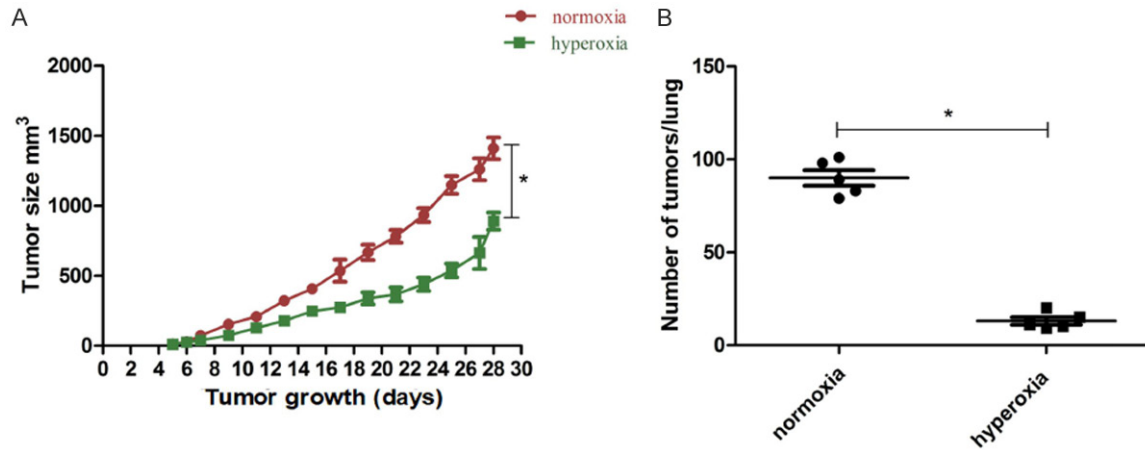 A
normoxia
hyperoxia
Tumor size mm³
2000
1500
1000
500
0
*
0 2 4 6 8 10 12 14 16 18 20 22 24 26 28 30
Tumor growth (days)
B
Number of tumors/lung
150
100
50
0
*
normoxia
hyperoxia